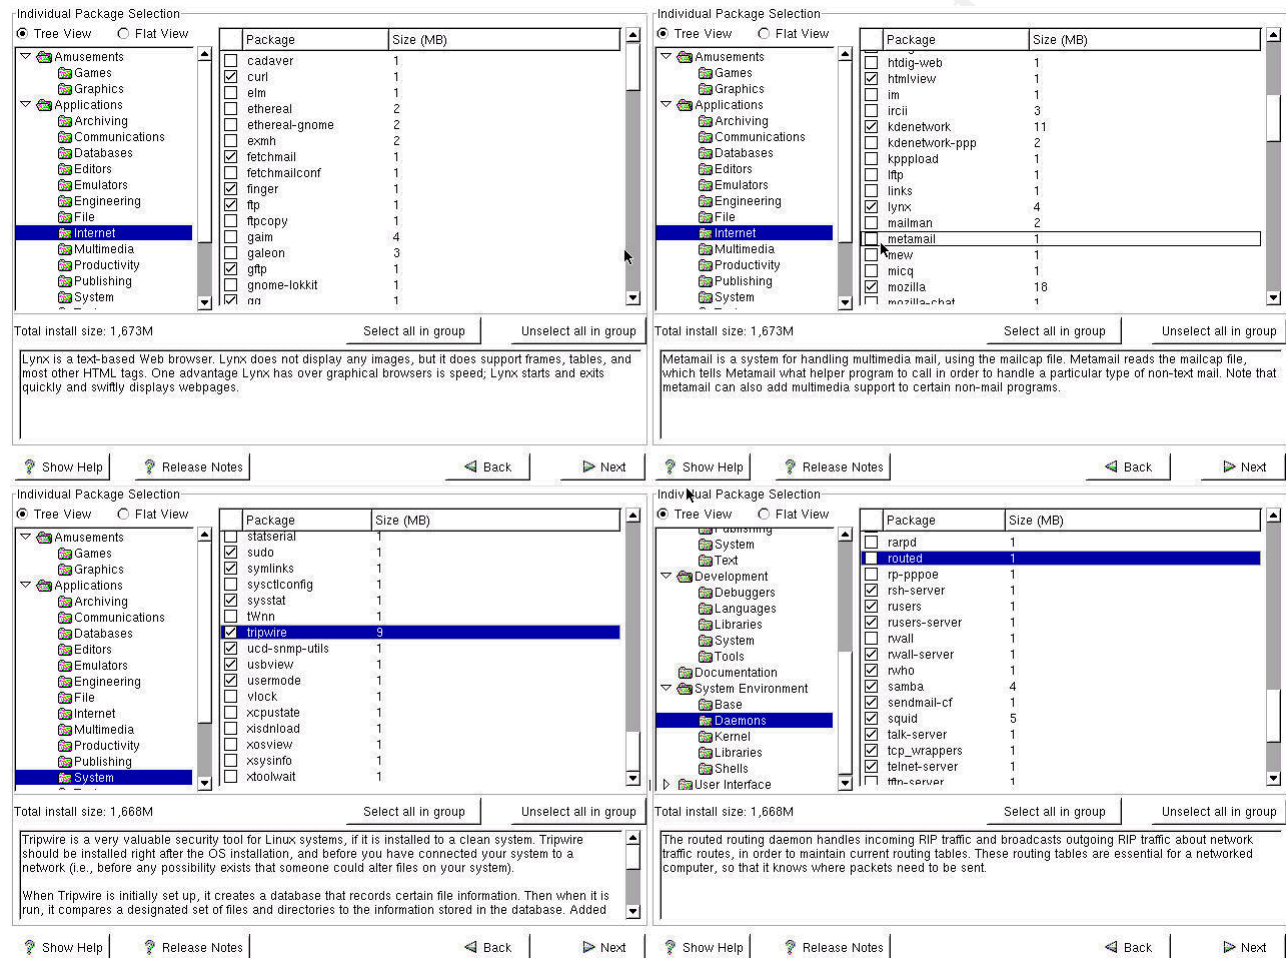 Individual Package Selection
Tree View Flat View
Amusements
Games
Graphics
Applications
Archiving
Communications
Databases
Editors
Emulators
Engineering
File
Internet
Multimedia
Productivity
Publishing
System
Package Size (MB)
cadaver 1
curl 1
elm 1
ethereal 2
ethereal-gnome 2
exmh 2
fetchmail 1
fetchmailconf 1
finger 1
ftp 1
ftpcopy 1
gaim 4
galeon 3
gftp 1
gnome-lokkit 1
1
Total install size: 1,673M
Select all in group
Unselect all in group
Lynx is a text-based Web browser. Lynx does not display any images, but it does support frames, tables, and
most other HTML tags. One advantage Lynx has over graphical browsers is speed; Lynx starts and exits
quickly and swiftly displays webpages.
Show Help
Release Notes
Back
Next
Individual Package Selection
Tree View Flat View
Amusements
Games
Graphics
Applications
Archiving
Communications
Databases
Editors
Emulators
Engineering
File
Internet
Multimedia
Productivity
Publishing
System
Package Size (MB)
htdig-web 1
htmlview 1
im 1
ircii 3
kdenetwork 11
kdenetwork-ppp 2
kpppload 1
lftp 1
links 1
lynx 4
mailman 2
metamail 1
mew 1
micq 1
mozilla 18
mozilla-chat 1
Total install size: 1,673M
Select all in group
Unselect all in group
Metamail is a system for handling multimedia mail, using the mailcap file. Metamail reads the mailcap file,
which tells Metamail what helper program to call in order to handle a particular type of non-text mail. Note that
metamail can also add multimedia support to certain non-mail programs.
Show Help
Release Notes
Back
Next
Individual Package Selection
Tree View Flat View
Amusements
Games
Graphics
Applications
Archiving
Communications
Databases
Editors
Emulators
Engineering
File
Internet
Multimedia
Productivity
Publishing
System
Package Size (MB)
statserial 1
sudo 1
symlinks 1
sysctlconfig 1
sysstat 1
tWnn 1
tripwire 9
ucd-snmp-utils 1
usbview 1
usermode 1
vlock 1
xcpustate 1
xisdnload 1
xosview 1
xsysinfo 1
xtoolwait 1
Total install size: 1,668M
Select all in group
Unselect all in group
Tripwire is a very valuable security tool for Linux systems, if it is installed to a clean system. Tripwire
should be installed right after the OS installation, and before you have connected your system to a
network (i.e., before any possibility exists that someone could alter files on your system).
When Tripwire is initially set up, it creates a database that records certain file information. Then when it is
run, it compares a designated set of files and directories to the information stored in the database. Added
Show Help
Release Notes
Back
Next
Individual Package Selection
Tree View Flat View
Publishing
System
Text
Development
Debuggers
Languages
Libraries
System
Tools
Documentation
System Environment
Base
Daemons
Kernel
Libraries
Shells
User Interface
Package Size (MB)
rarpd 1
routed 1
rp-pppoe 1
rsh-server 1
rusers 1
rusers-server 1
rwall 1
rwall-server 1
rwho 1
samba 4
sendmail-cf 1
squid 5
talk-server 1
tcp_wrappers 1
telnet-server 1
tftp-server 1
Total install size: 1,668M
Select all in group
Unselect all in group
The routed routing daemon handles incoming RIP traffic and broadcasts outgoing RIP traffic about network
traffic routes, in order to maintain current routing tables. These routing tables are essential for a networked
computer, so that it knows where packets need to be sent.
Show Help
Release Notes
Back
Next